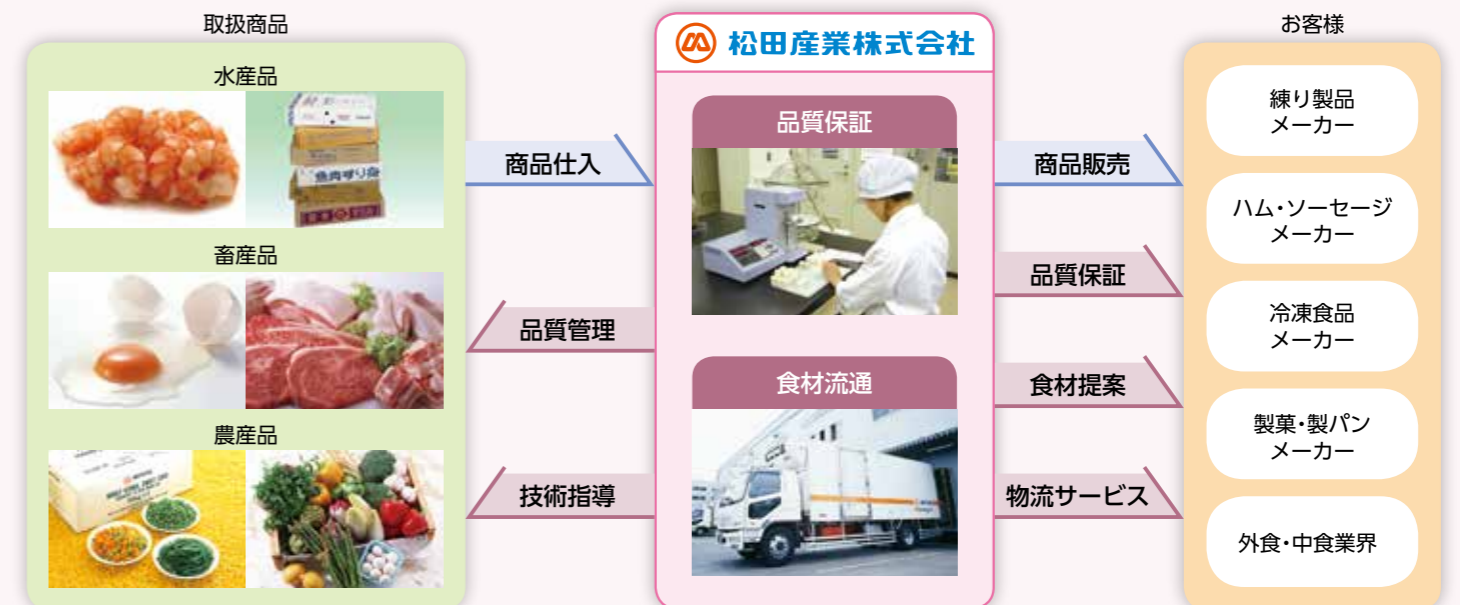 取扱商品
水産品
魚肉すり身
畜産品
農産品
商品仕入
品質管理
技術指導
松田産業株式会社
品質保証
食材流通
商品販売
品質保証
食材提案
物流サービス
お客様
練り製品
メーカー
ハム・ソーセージ
メーカー
冷凍食品
メーカー
製菓・製パン
メーカー
外食・中食業界